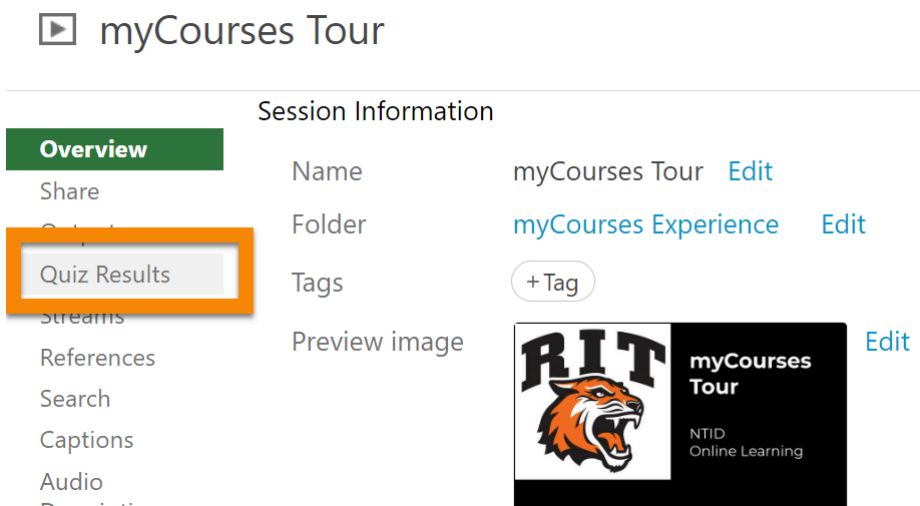 myCourses Tour
Session Information
Overview
Share
Quiz Results
Streams
References
Search
Captions
Audio
Name myCourses Tour Edit
Folder myCourses Experience Edit
Tags + Tag
Preview image Edit
RIT
myCourses
Tour
NTID
Online Learning